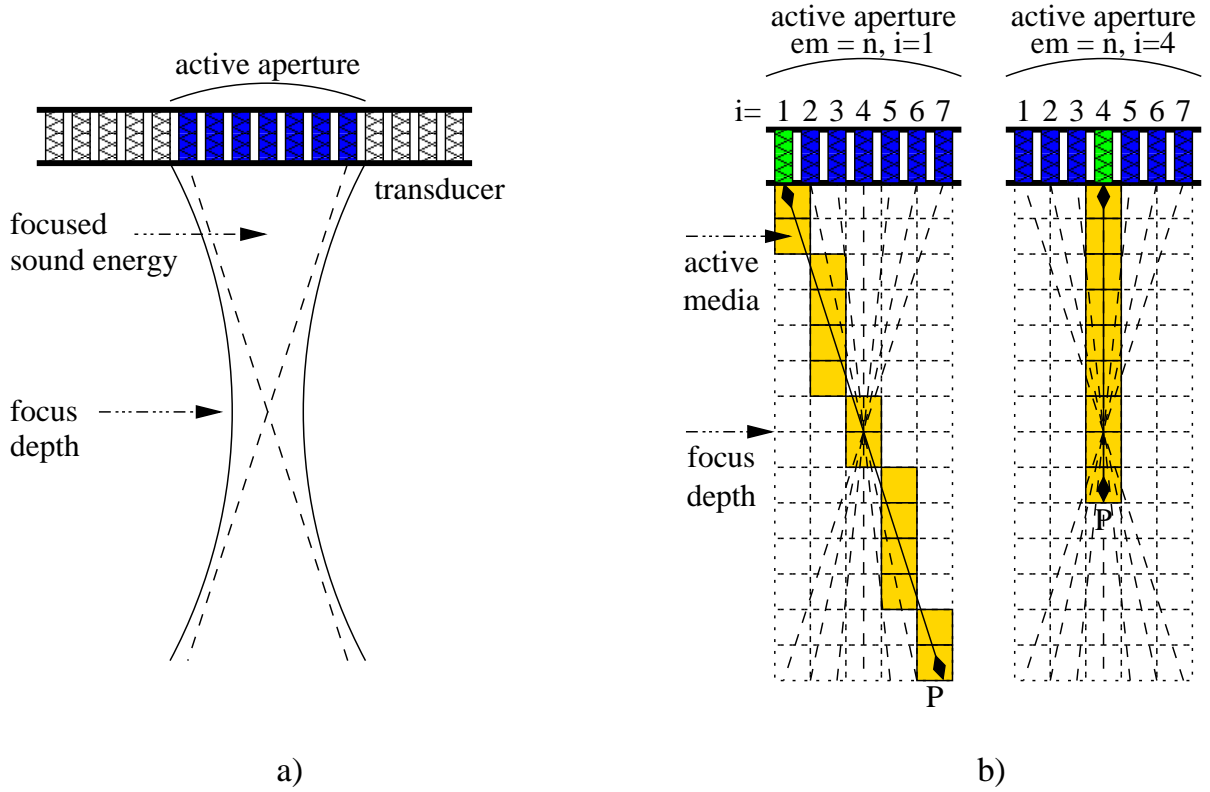 active aperture
transducer
focused
sound energy
focus
depth
a)
active aperture
em = n, i=1
i= 1 2 3 4 5 6 7
active
media
focus
depth
P
active aperture
em = n, i=4
1 2 3 4 5 6 7
P
b)